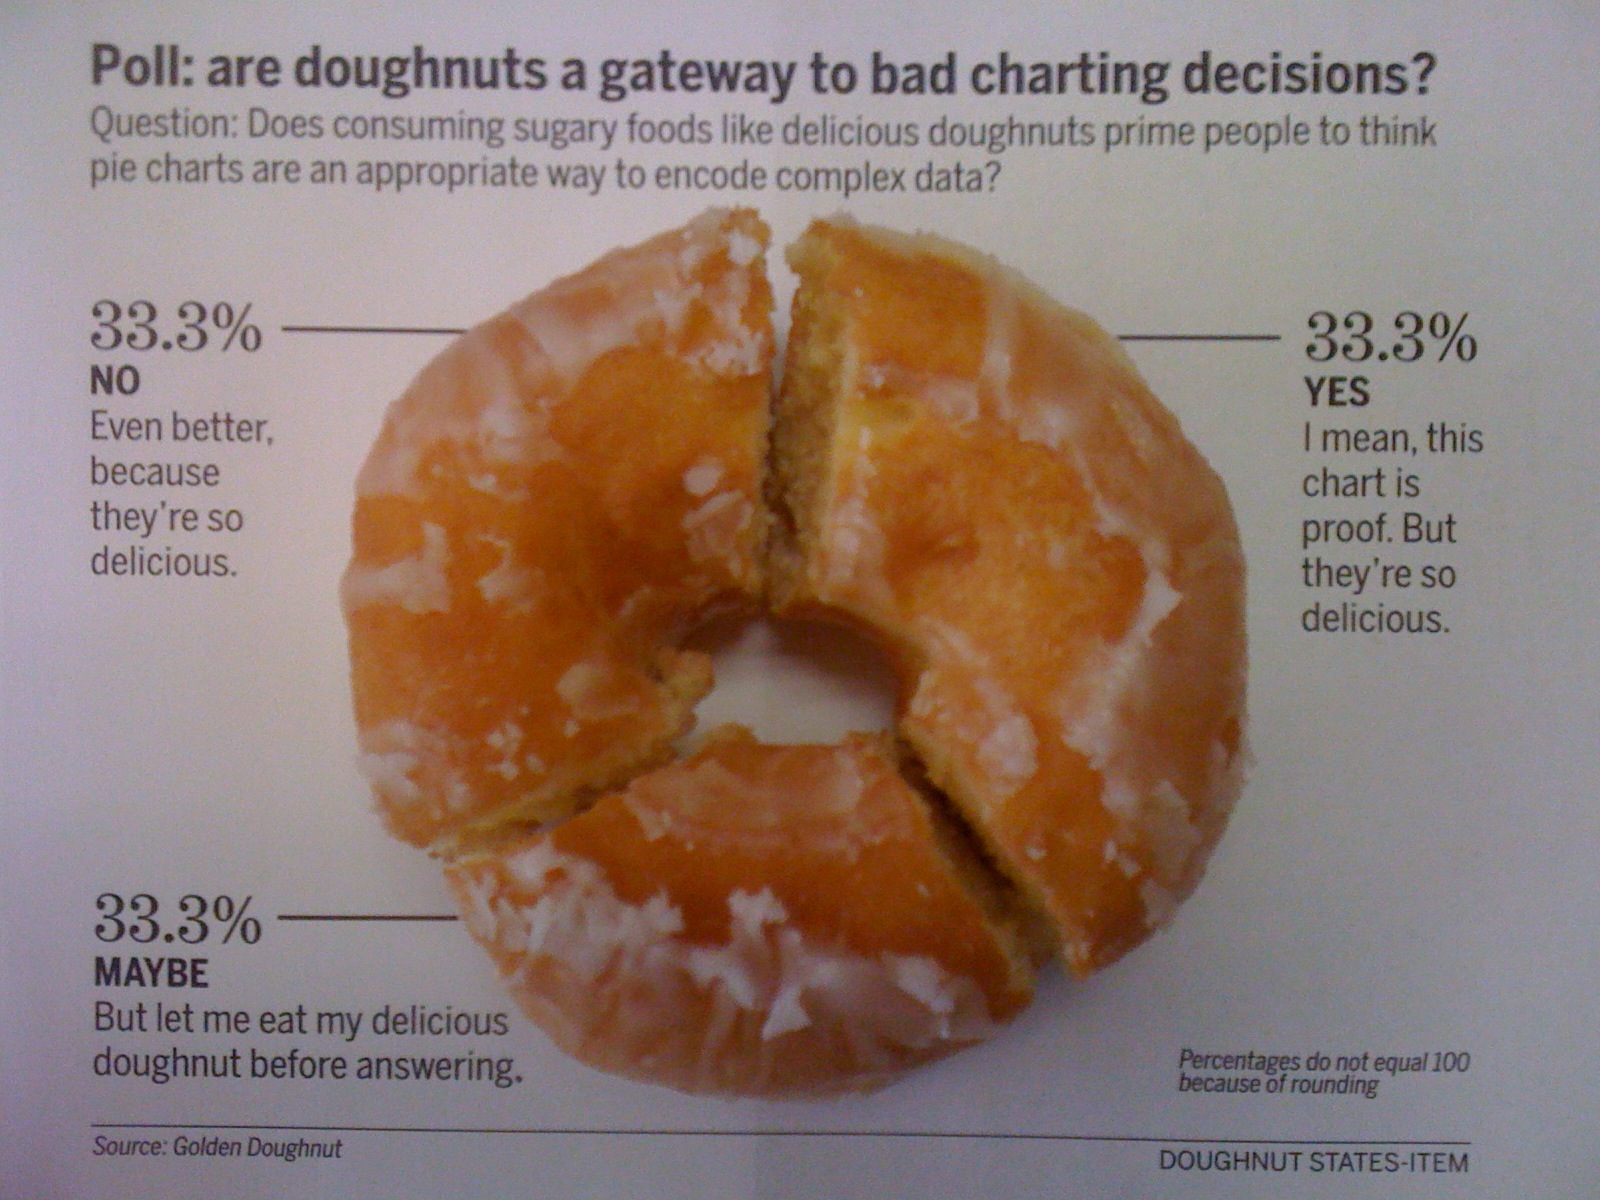 Poll: are doughnuts a gateway to bad charting decisions?
Question: Does consuming sugary foods like delicious doughnuts prime people to think
pie charts are an appropriate way to encode complex data?
33.3%
NO
Even better,
because
they're so
delicious.
33.3%
YES
I mean, this
chart is
proof. But
they're so
delicious.
33.3%
MAYBE
But let me eat my delicious
doughnut before answering.
Percentages do not equal 100
because of rounding
Source: Golden Doughnut
DOUGHNUT STATES-ITEM